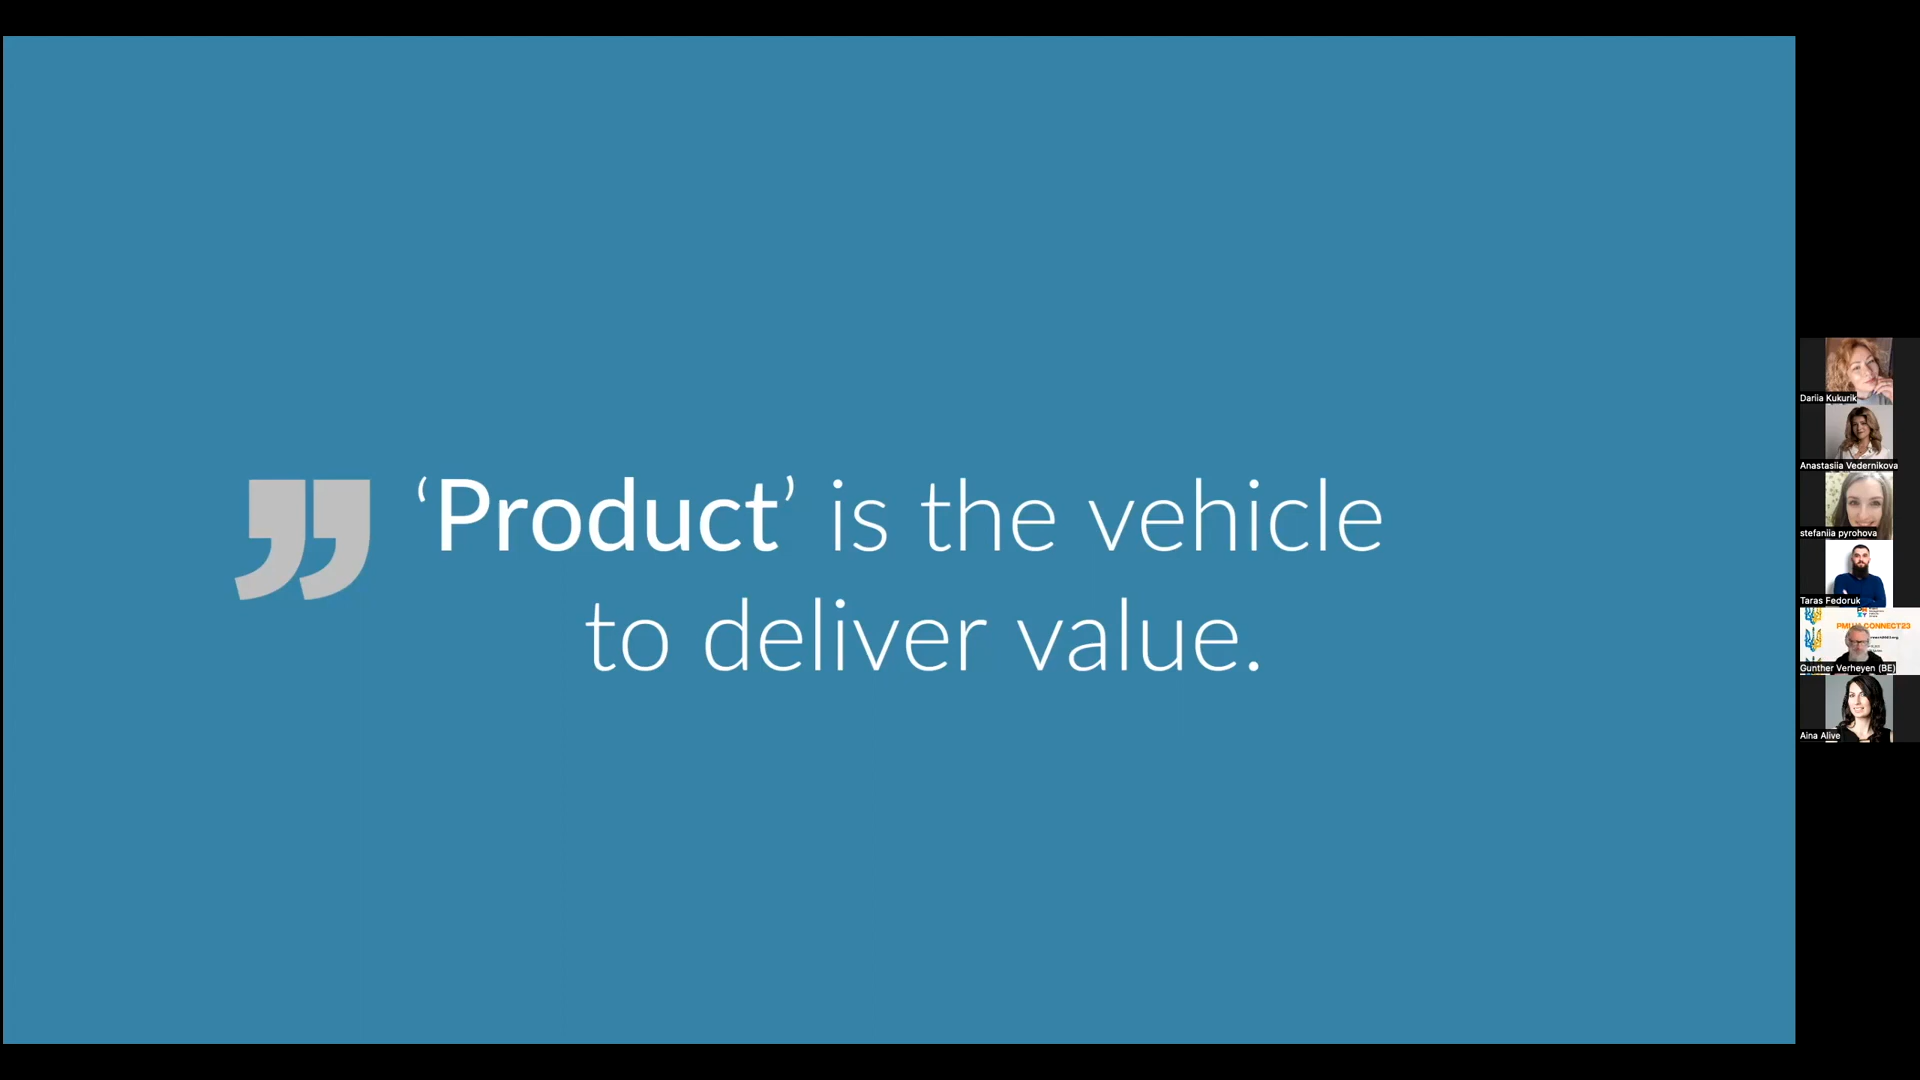 ‘Product’ is the vehicle
to deliver value.
Dariia Kukurik
Anastasiia Vedernikova
stefaniia pyrohova
Taras Fedoruk
CONNECT23
Gunther Verheyen (BE)
Aina Alive